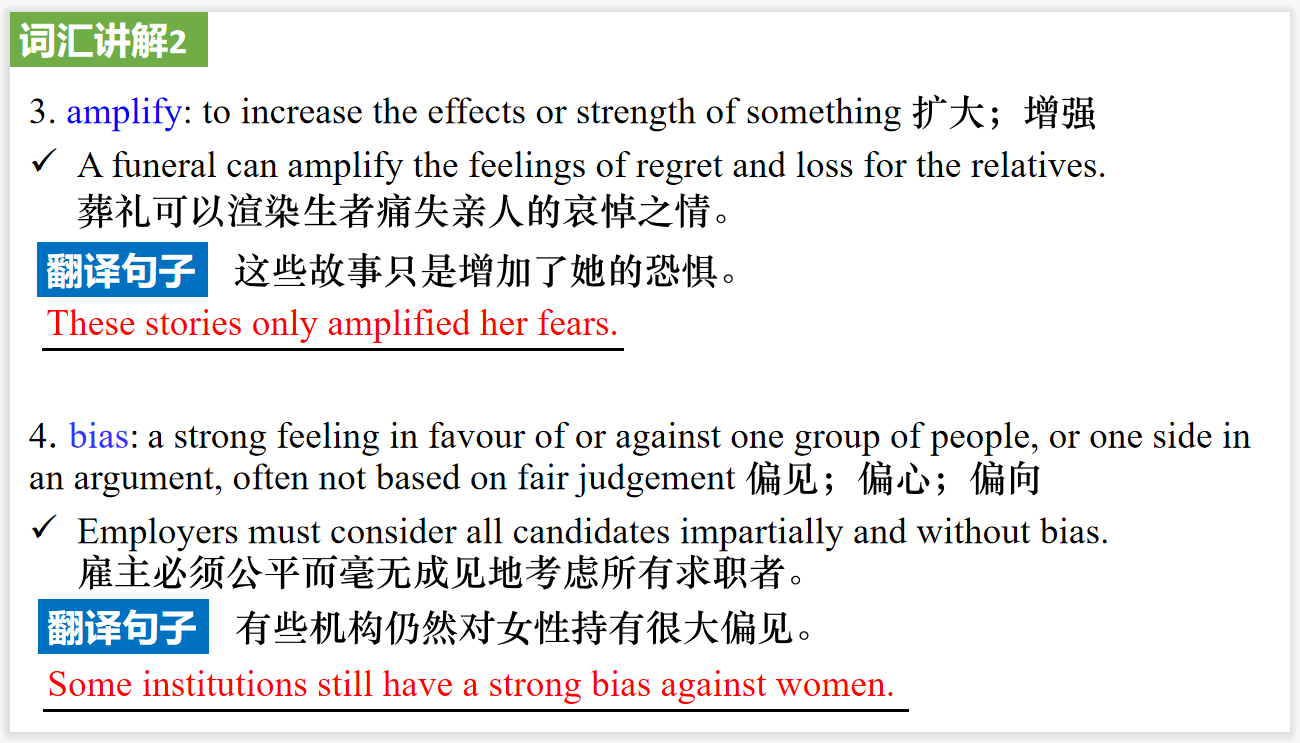 词汇讲解2
3. amplify: to increase the effects or strength of something 扩大；增强
✓ A funeral can amplify the feelings of regret and loss for the relatives.
葬礼可以渲染生者痛失亲人的哀悼之情。
翻译句子 这些故事只是增加了她的恐惧。
These stories only amplified her fears.
4. bias: a strong feeling in favour of or against one group of people, or one side in
an argument, often not based on fair judgement 偏见；偏心；偏向
✓ Employers must consider all candidates impartially and without bias.
雇主必须公平而毫无成见地考虑所有求职者。
翻译句子 有些机构仍然对女性持有很大偏见。
Some institutions still have a strong bias against women.